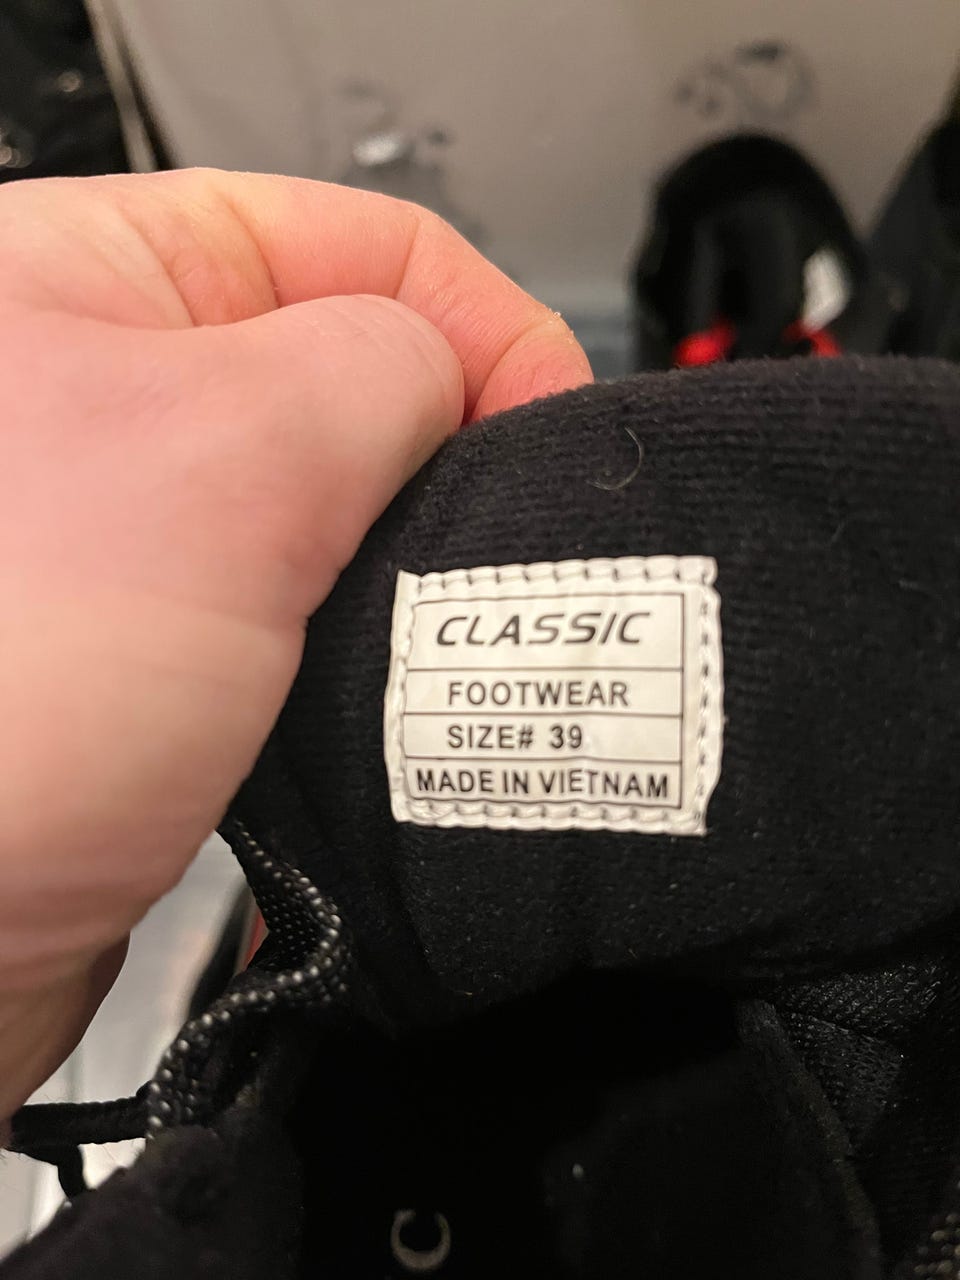 CLASSIC
FOOTWEAR
SIZE# 39
MADE IN VIETNAM